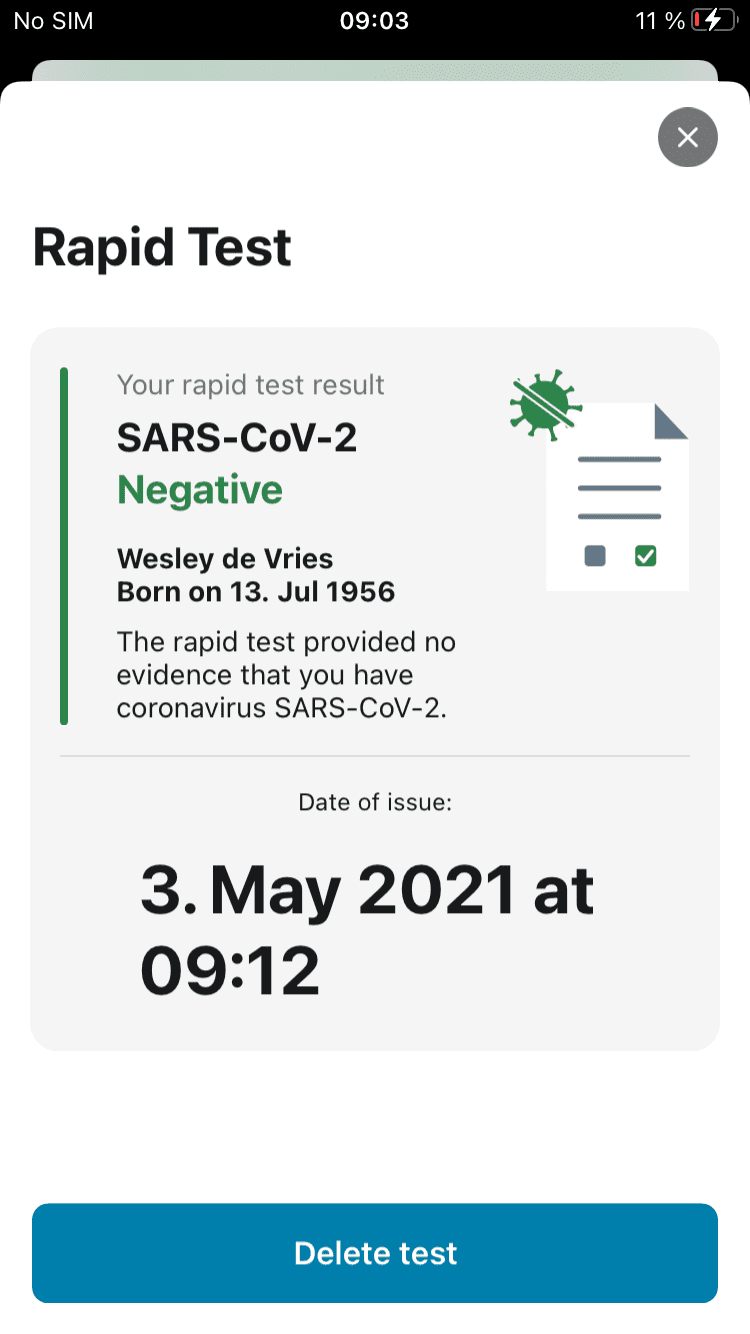 No SIM 09:03 11 %
Rapid Test
Your rapid test result
SARS-CoV-2
Negative
Wesley de Vries
Born on 13. Jul 1956
The rapid test provided no
evidence that you have
coronavirus SARS-CoV-2.
Date of issue:
3. May 2021 at
09:12
Delete test